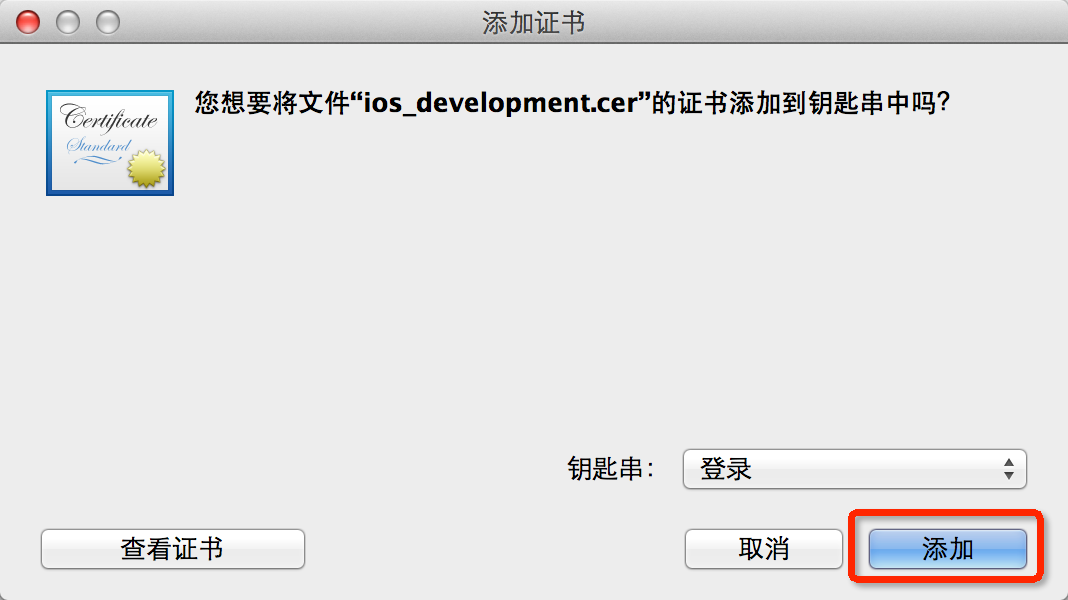 添加证书
Certificate
Standard
您想要将文件“ios_development.cer”的证书添加到钥匙串中吗？
钥匙串：
登录
查看证书
取消
添加